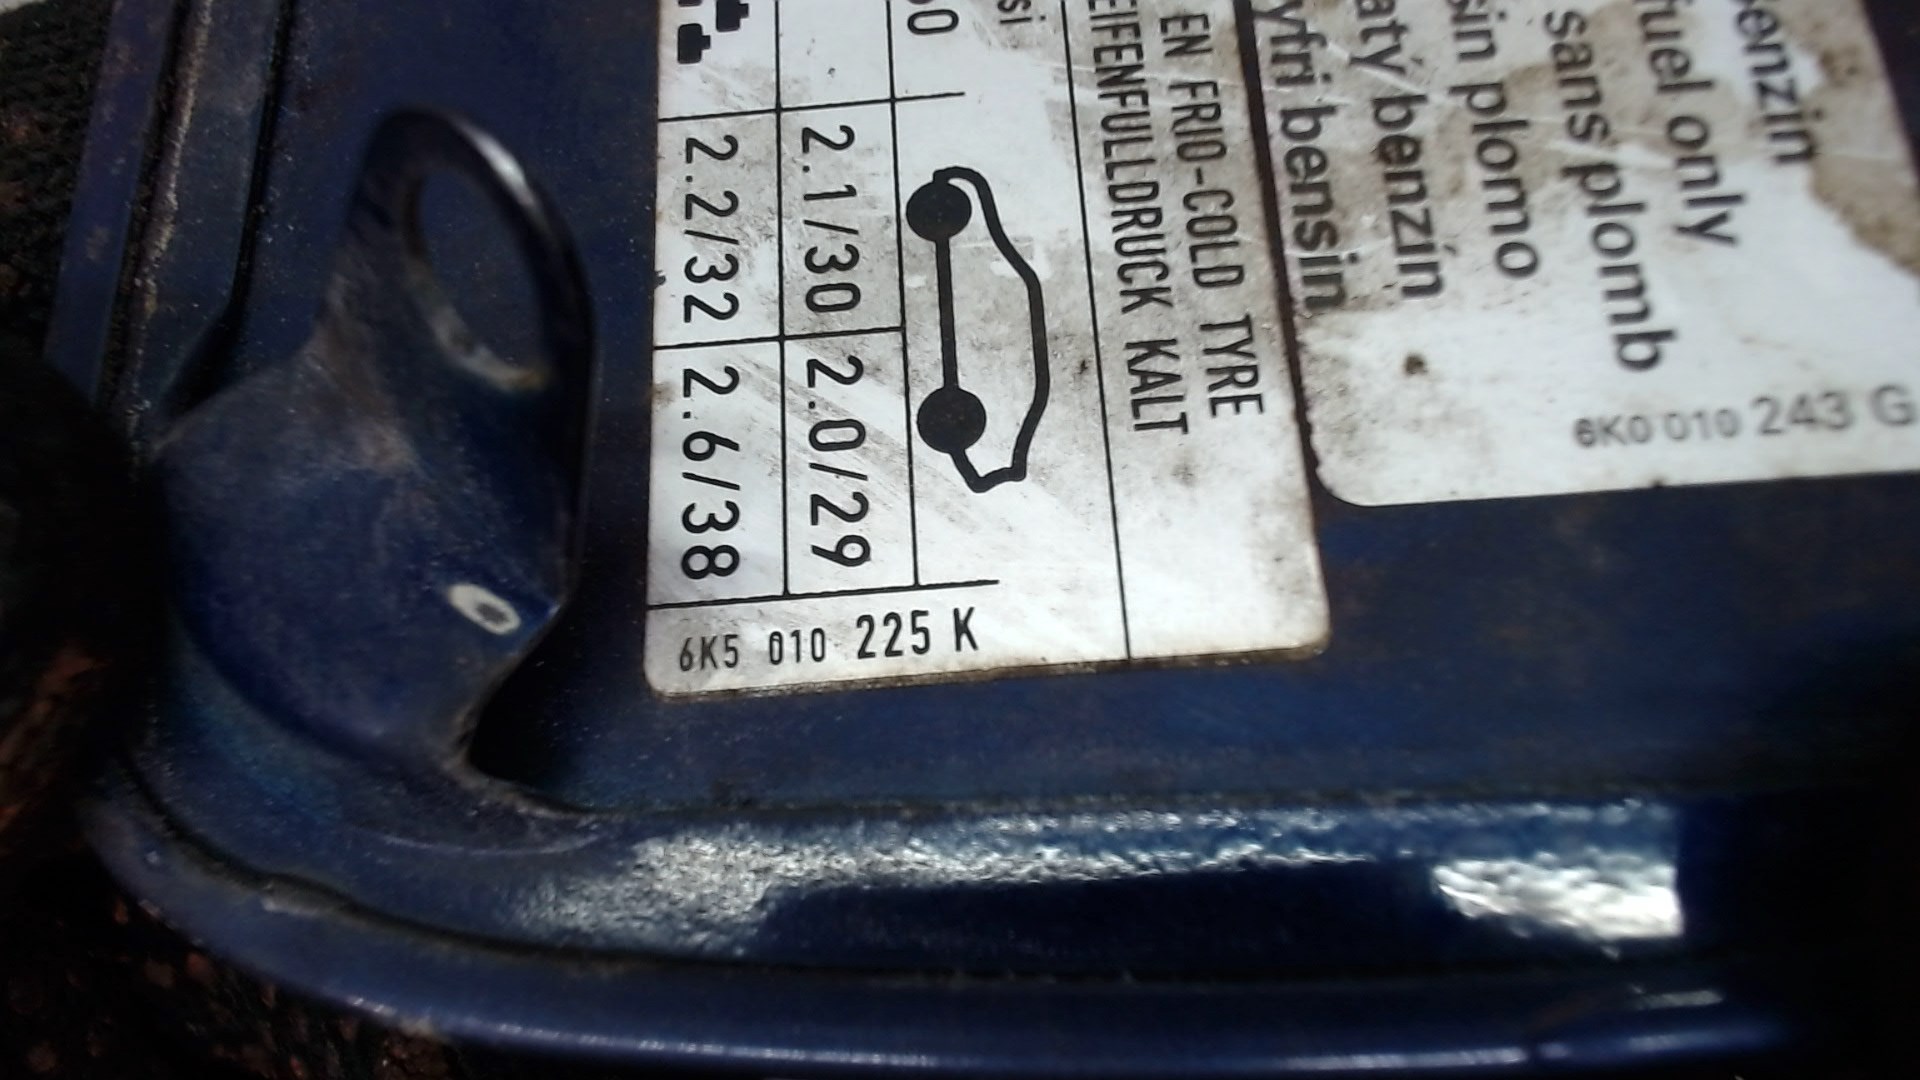 benzin
fuel only
sans plomb
sin plomo
atý benzín
yfri bensin
6K0 010 243 G
EN FRIO-COLD TYRE
EIFENFULLDRUCK KALT
si
2.1/30 2.0/29
2.2/32 2.6/38
6K5 010 225 K